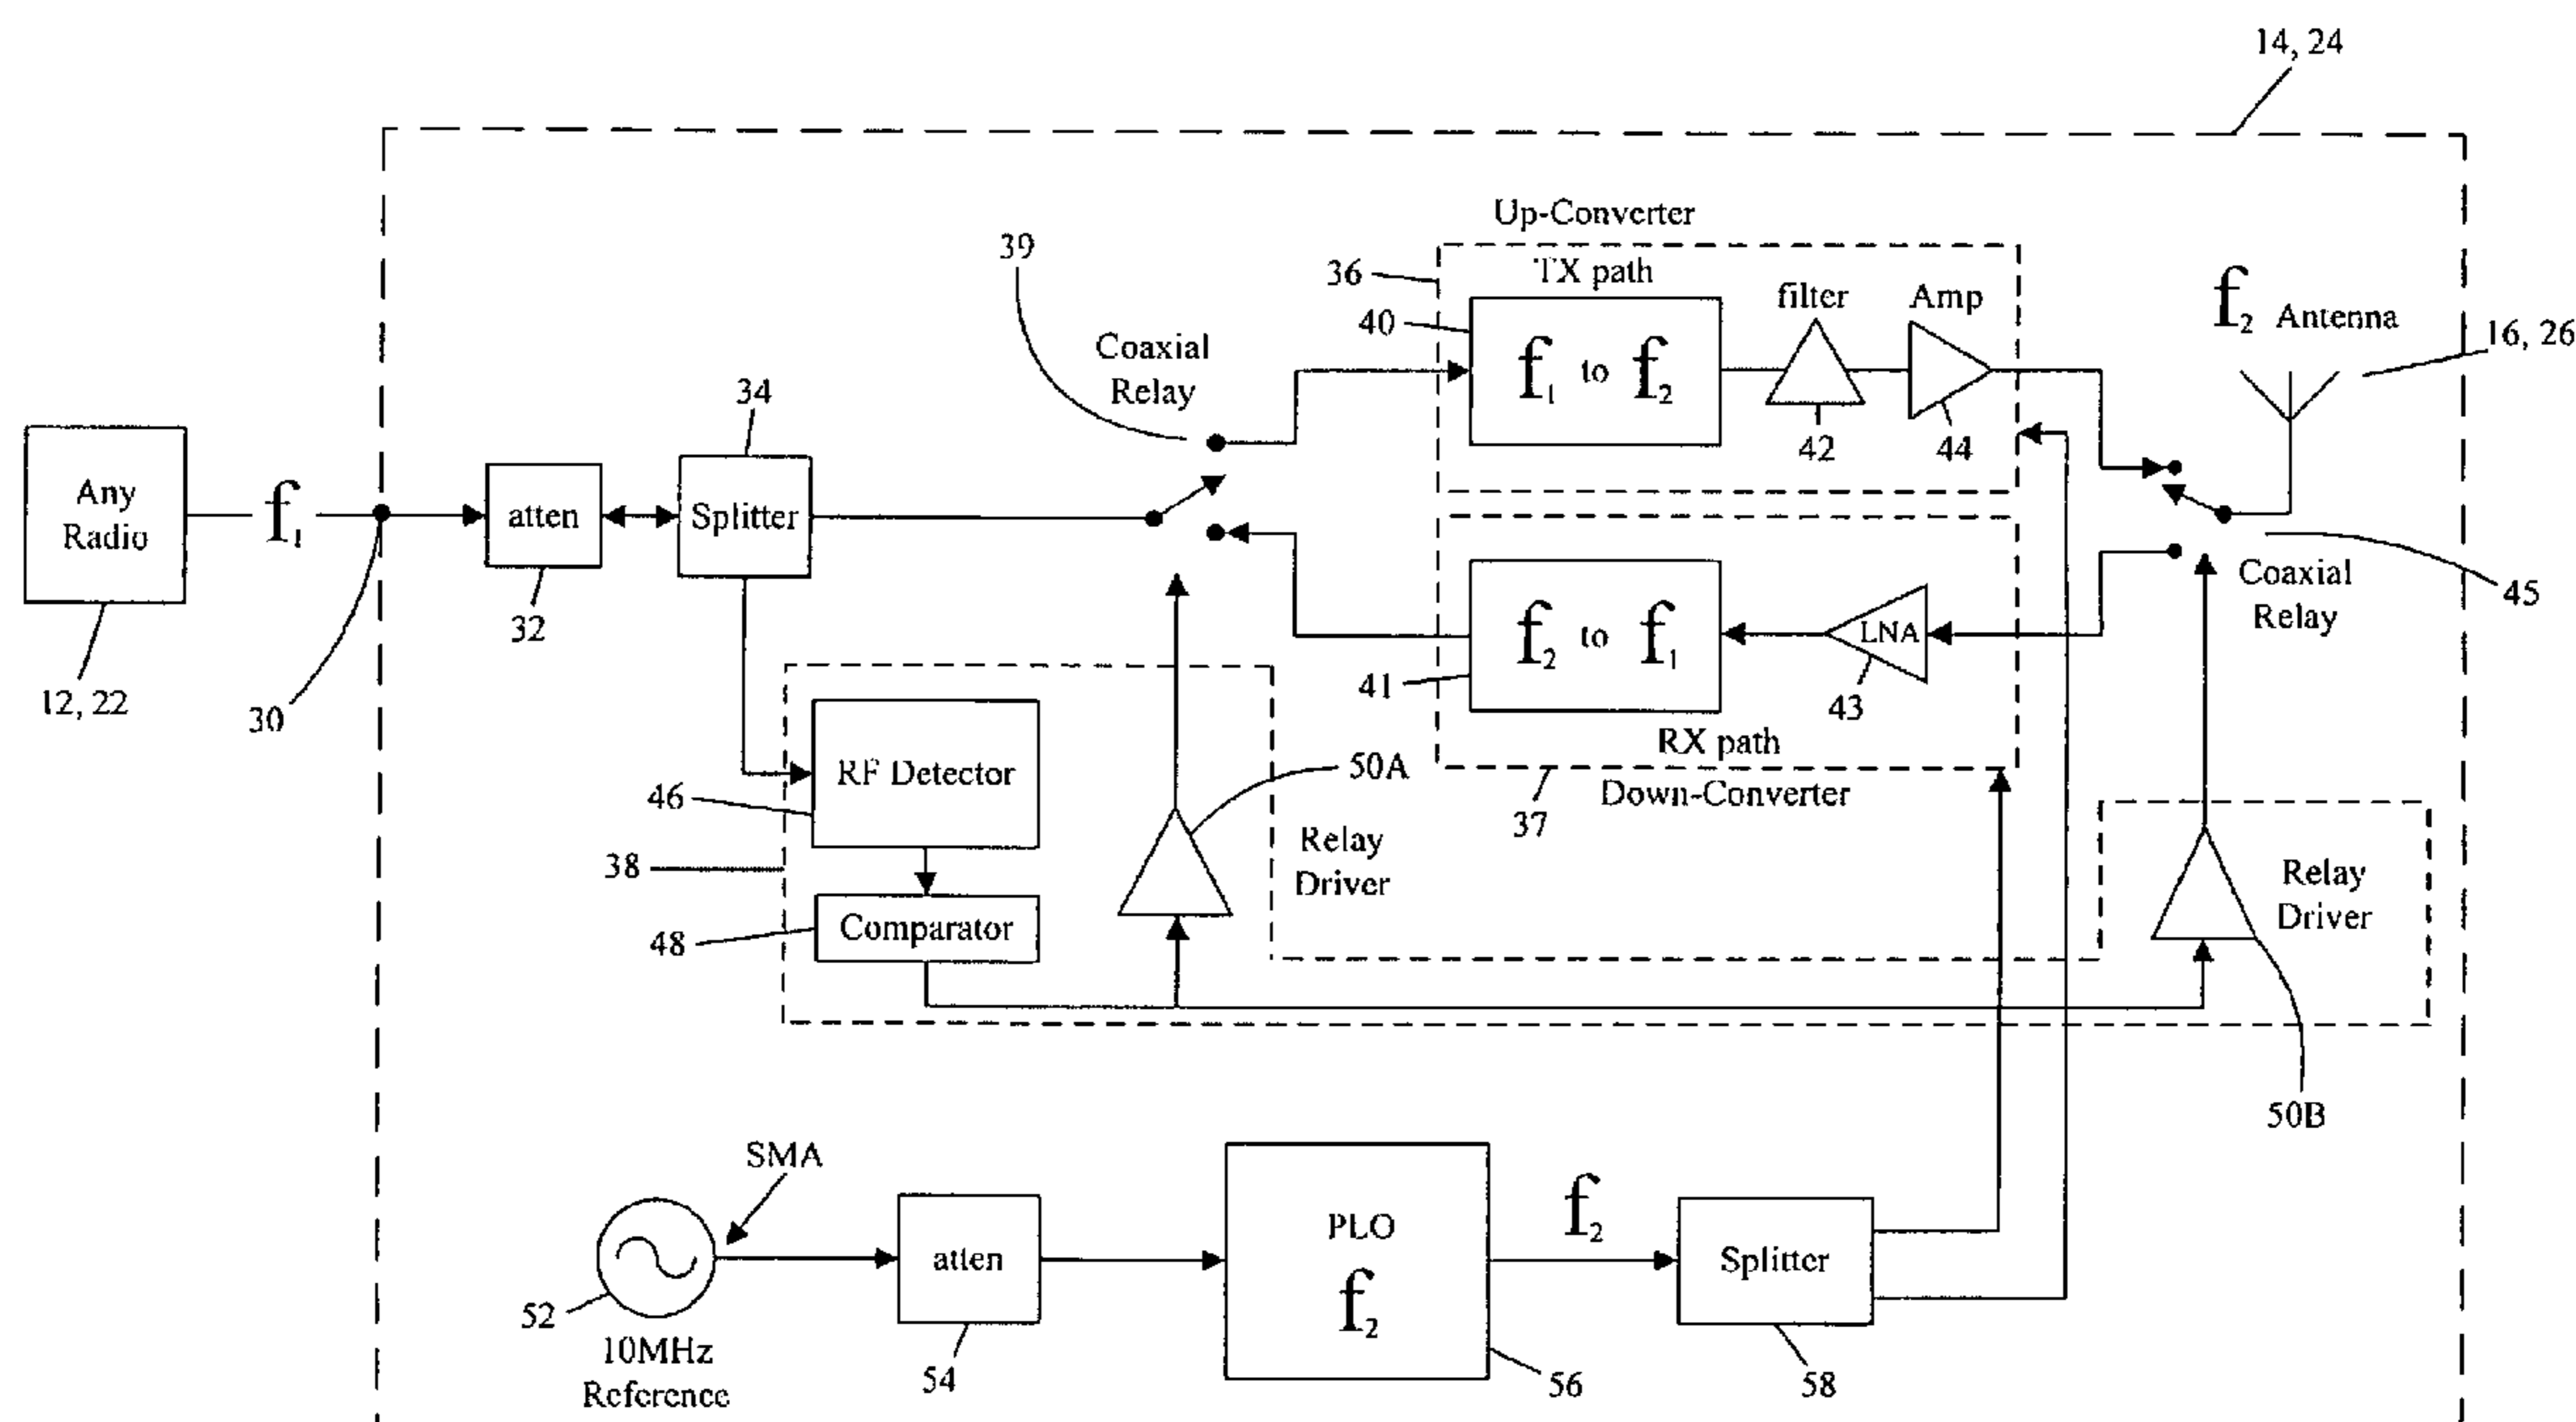 14, 24
Up-Converter
39
36
TX path
filter
Amp
f2 Antenna
40
f1 to f2
16, 26
Coaxial
Relay
34
42
44
Any
Radio
f1
atten
Splitter
32
12, 22
30
Coaxial
Relay
45
f2 to f1
LNA
41
43
RX path
37
Down-Converter
RF Detector
46
50A
38
Relay
Driver
Comparator
48
Relay
Driver
50B
SMA
52
10MHz
Reference
atten
54
PLO
f2
56
f2
Splitter
58